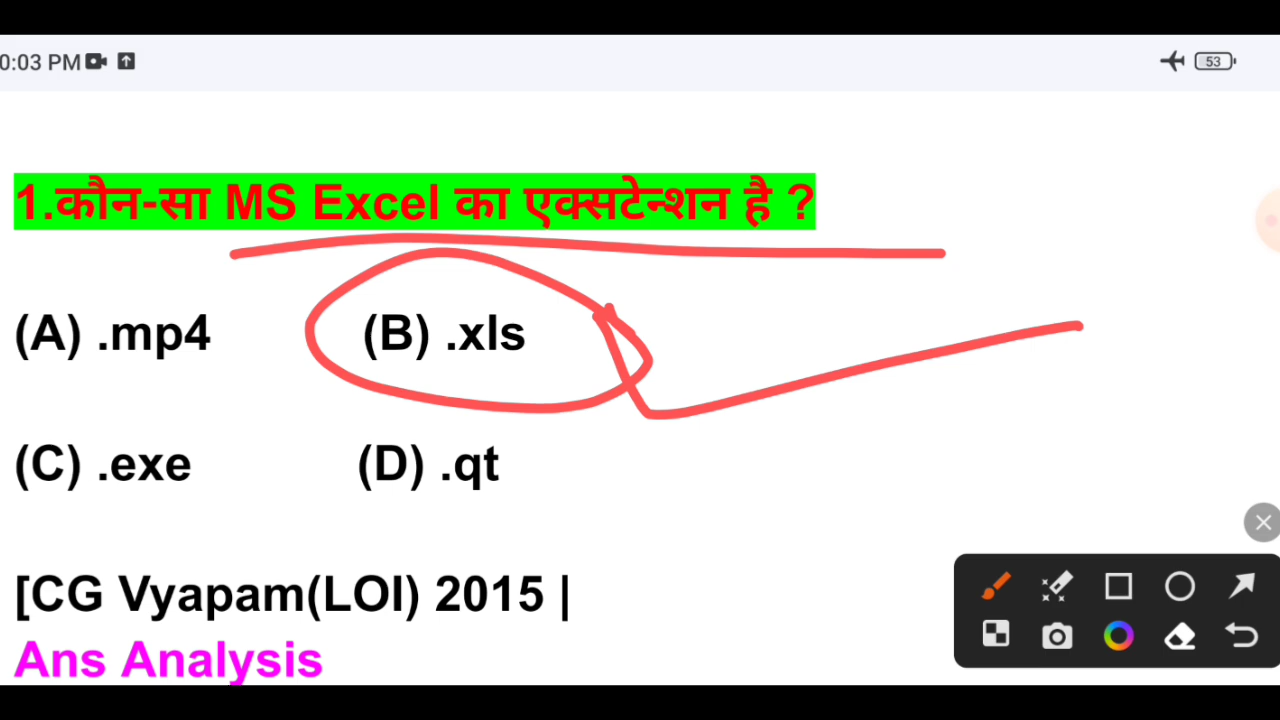 0:03 PM 53
1.कौन-सा MS Excel का एक्सटेन्शन है ?
(A) .mp4 (B) .xls
(C) .exe (D) .qt
[CG Vyapam(LOI) 2015 |
Ans Analysis